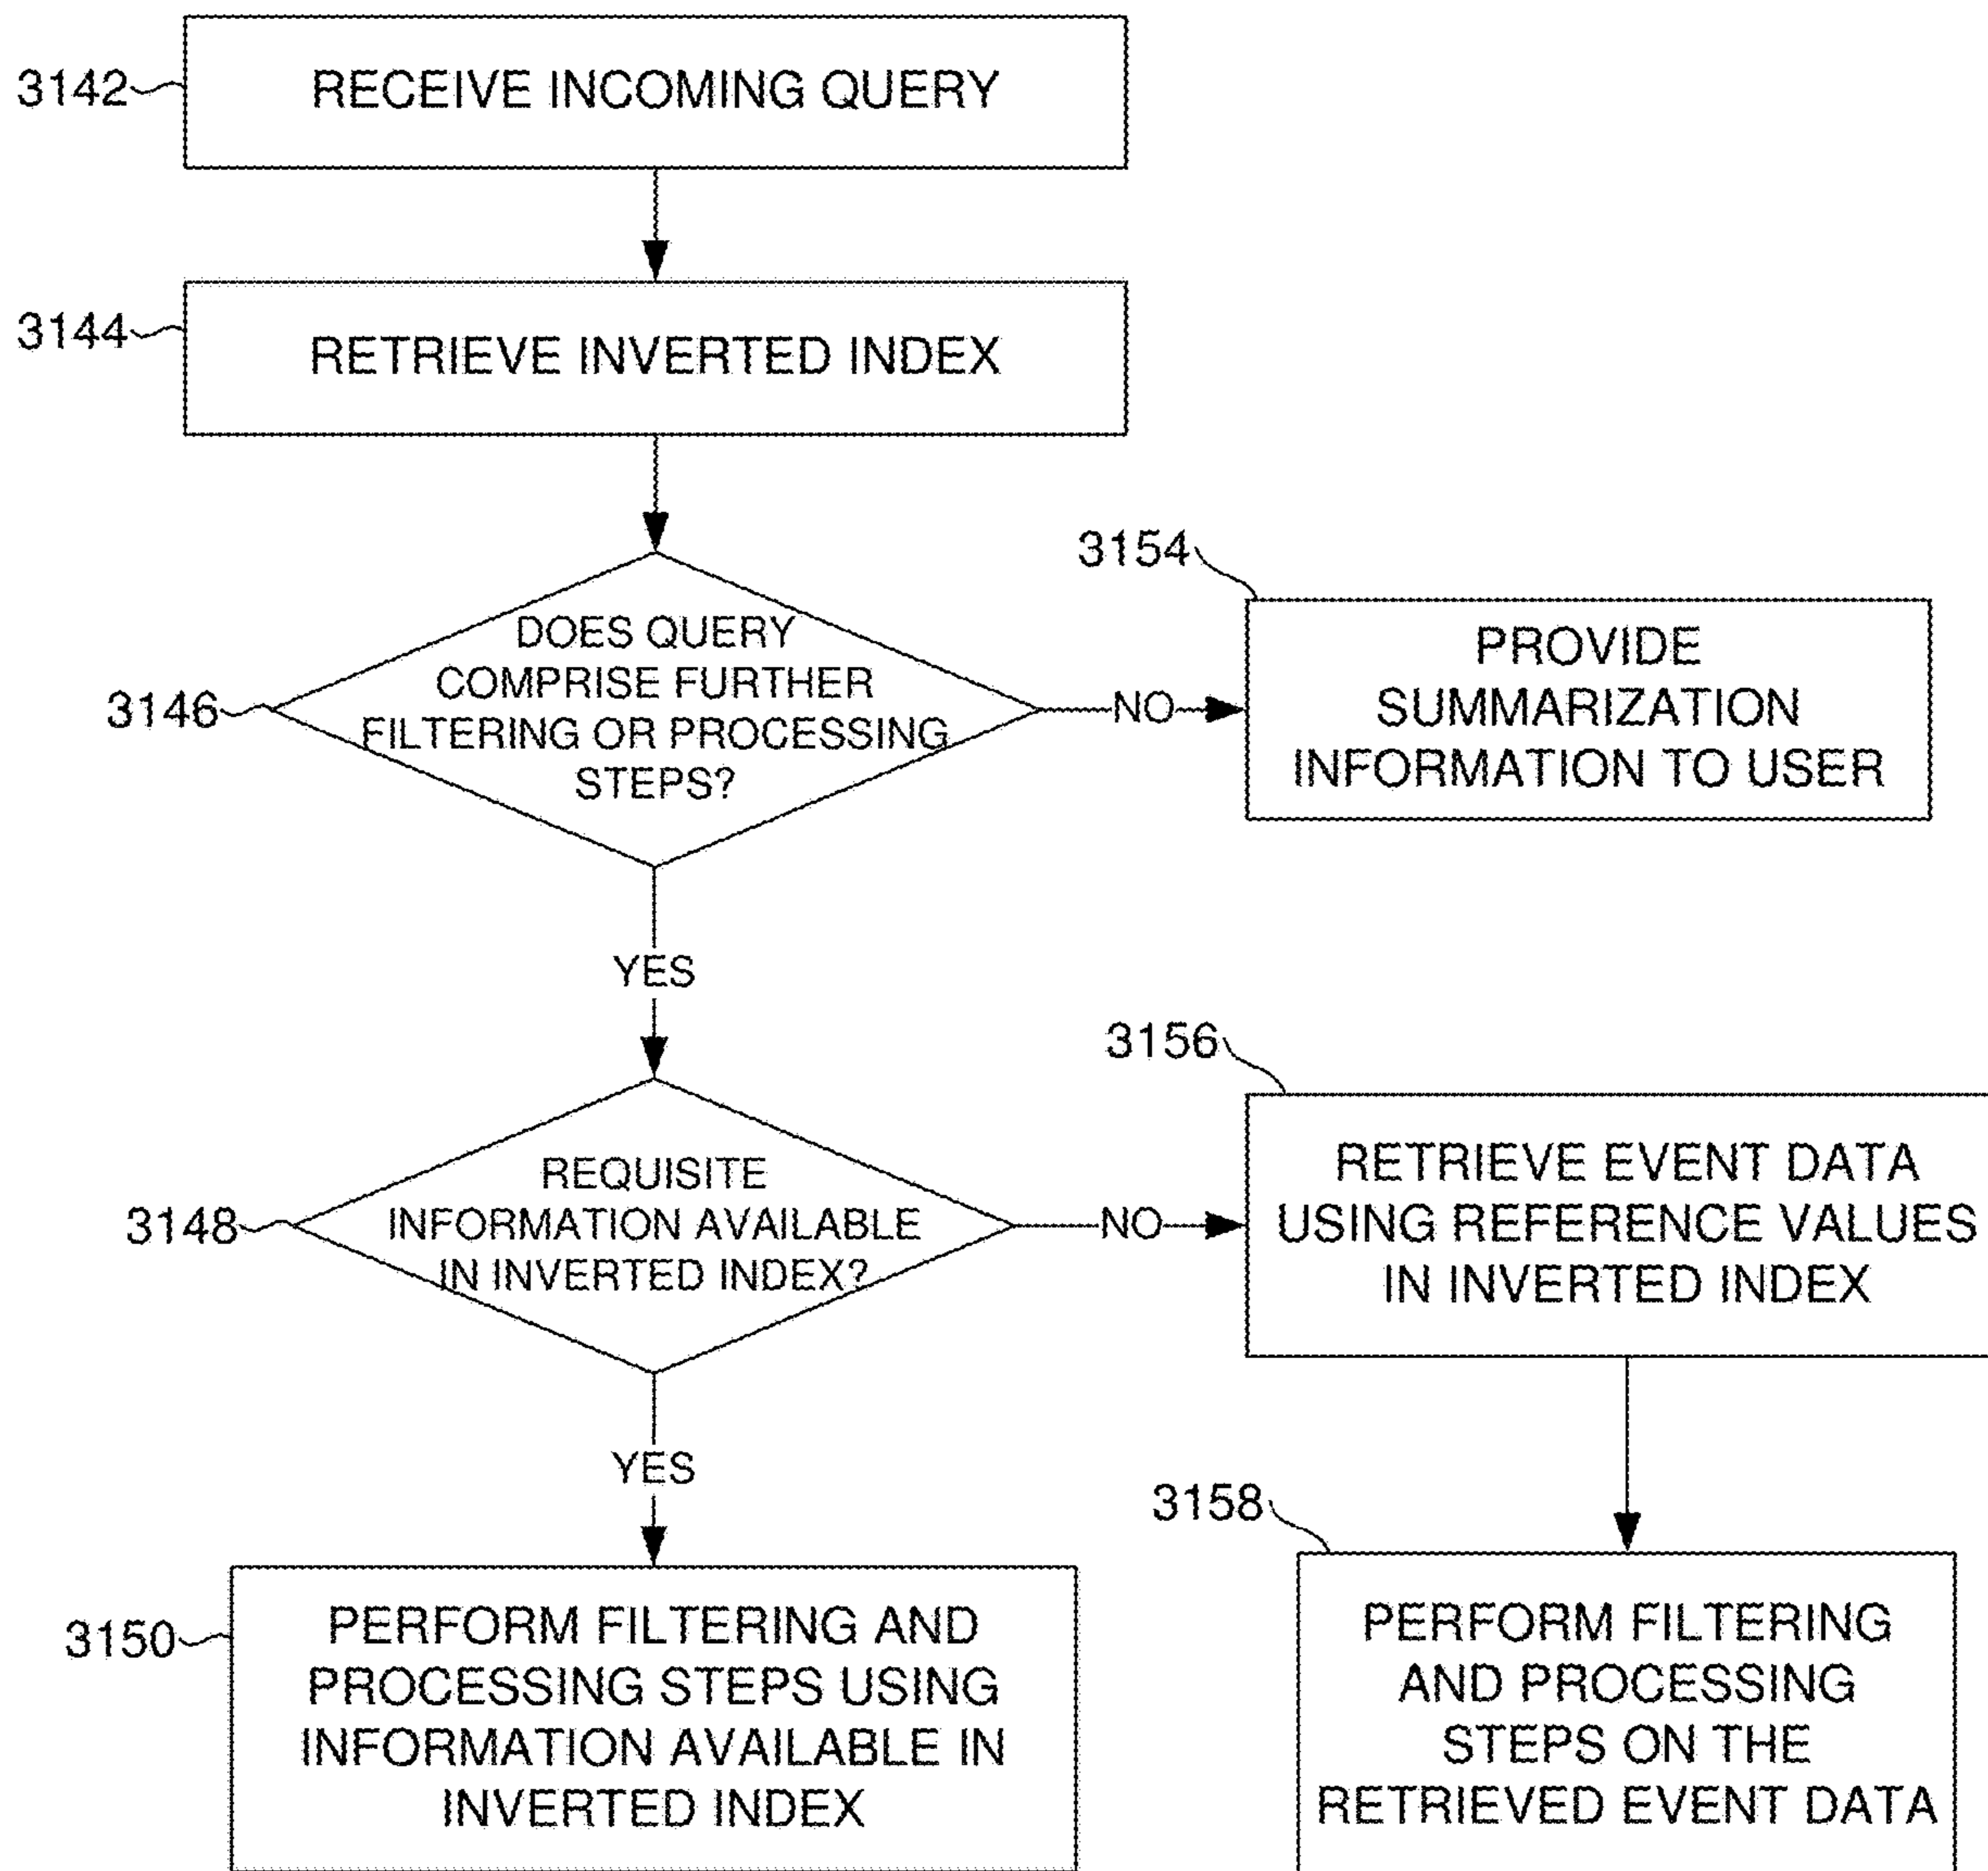 3142
RECEIVE INCOMING QUERY
3144
RETRIEVE INVERTED INDEX
3146
DOES QUERY
COMPRISE FURTHER
FILTERING OR PROCESSING
STEPS?
NO
3154
PROVIDE
SUMMARIZATION
INFORMATION TO USER
YES
3148
REQUISITE
INFORMATION AVAILABLE
IN INVERTED INDEX?
NO
3156
RETRIEVE EVENT DATA
USING REFERENCE VALUES
IN INVERTED INDEX
YES
3150
PERFORM FILTERING AND
PROCESSING STEPS USING
INFORMATION AVAILABLE IN
INVERTED INDEX
3158
PERFORM FILTERING
AND PROCESSING
STEPS ON THE
RETRIEVED EVENT DATA